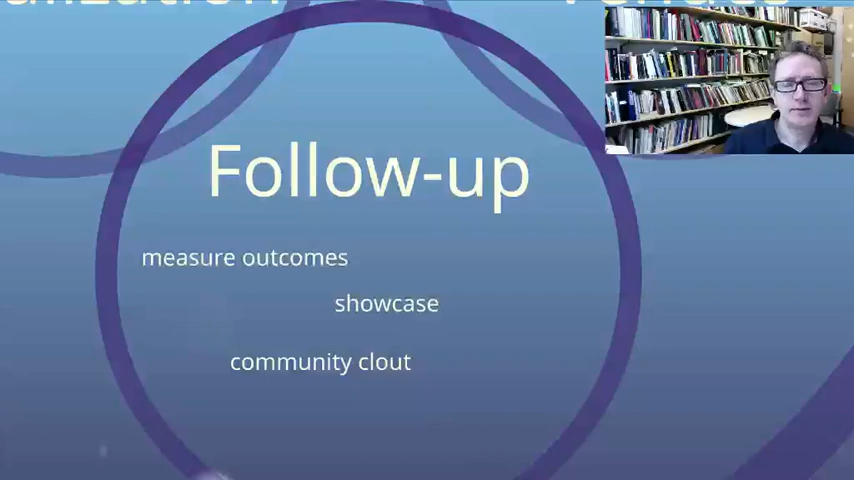 Follow-up
measure outcomes
showcase
community clout